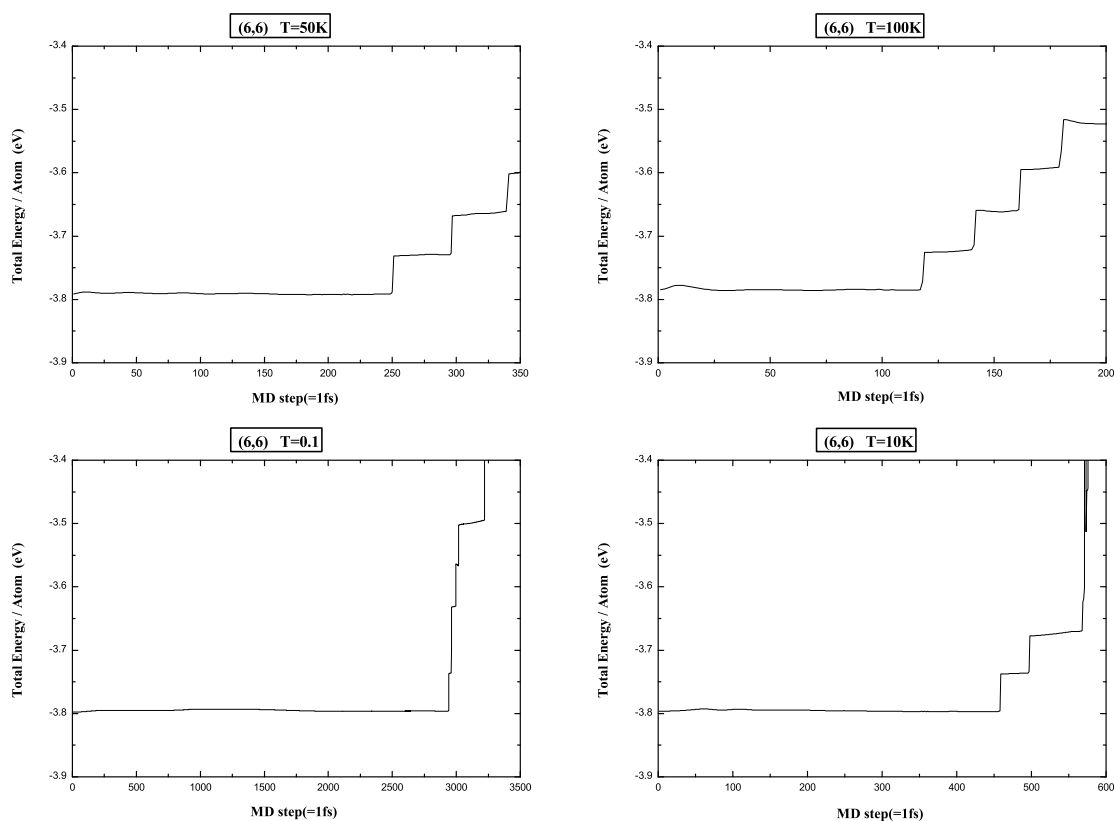 (6,6) T=50K
-3.4
-3.5
-3.6
-3.7
-3.8
-3.9
Total Energy / Atom (eV)
0 50 100 150 200 250 300 350
MD step(=1fs)
(6,6) T=100K
-3.4
-3.5
-3.6
-3.7
-3.8
-3.9
Total Energy / Atom (eV)
0 50 100 150 200
MD step(=1fs)
(6,6) T=0.1
-3.4
-3.5
-3.6
-3.7
-3.8
-3.9
Total Energy / Atom (eV)
0 500 1000 1500 2000 2500 3000 3500
MD step(=1fs)
(6,6) T=10K
-3.4
-3.5
-3.6
-3.7
-3.8
-3.9
Total Energy / Atom (eV)
0 100 200 300 400 500 600
MD step(=1fs)